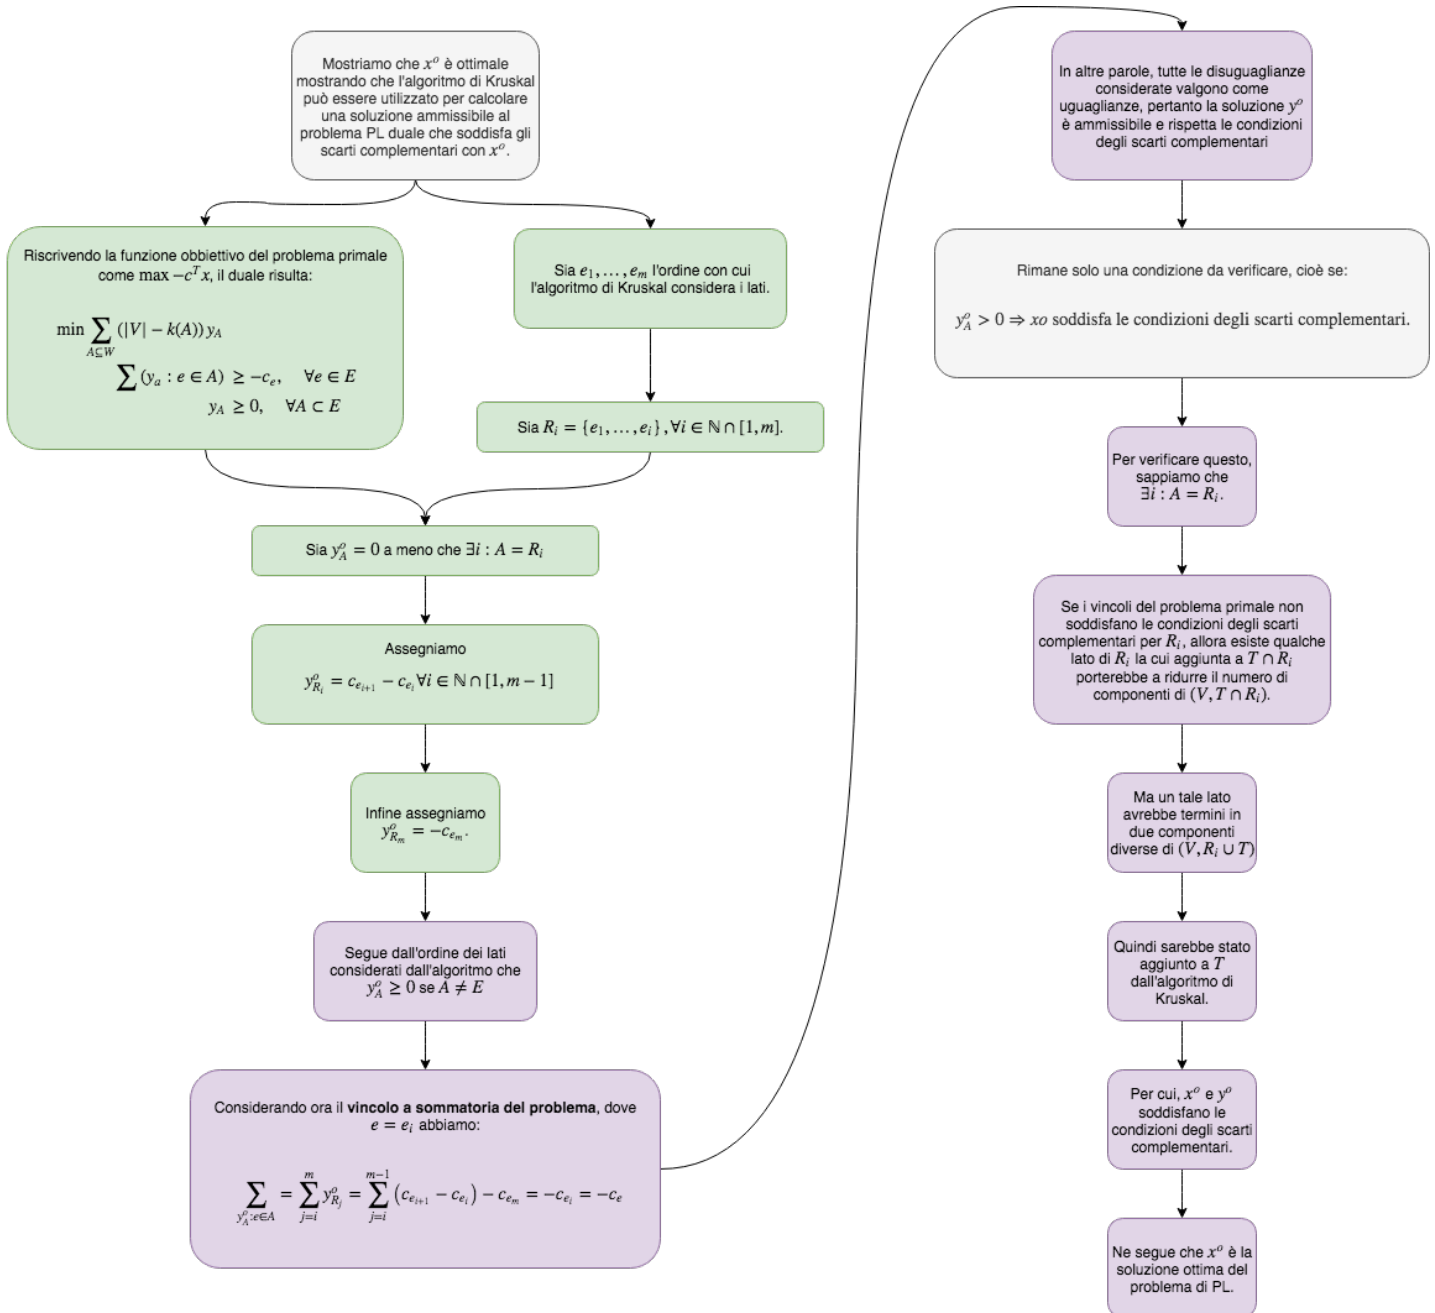 Mostriamo che x^o è ottimale
mostrando che l'algoritmo di Kruskal
può essere utilizzato per calcolare
una soluzione ammissibile al
problema PL duale che soddisfa gli
scarti complementari con x^o.
Riscrivendo la funzione obbiettivo del problema primale
come max −c^T x, il duale risulta:
min ∑_{A⊆W} (|V| − k(A)) y_A
∑ (y_a : e ∈ A) ≥ −c_e, ∀e ∈ E
y_A ≥ 0, ∀A ⊂ E
Sia e_1, … , e_m l'ordine con cui
l'algoritmo di Kruskal considera i lati.
Sia R_i = {e_1, … , e_i} , ∀i ∈ ℕ ∩ [1, m].
Sia y_A^o = 0 a meno che ∃i : A = R_i
Assegniamo
y_{R_i}^o = c_{e_{i+1}} − c_{e_i} ∀i ∈ ℕ ∩ [1, m − 1]
Infine assegniamo
y_{R_m}^o = −c_{e_m}.
Segue dall'ordine dei lati
considerati dall'algoritmo che
y_A^o ≥ 0 se A ≠ E
Considerando ora il vincolo a sommatoria del problema, dove
e = e_i abbiamo:
∑_{y_A^o:e∈A} = ∑_{j=i}^{m} y_{R_j}^o = ∑_{j=i}^{m−1} (c_{e_{i+1}} − c_{e_i}) − c_{e_m} = −c_{e_i} = −c_e
In altre parole, tutte le disuguaglianze
considerate valgono come
uguaglianze, pertanto la soluzione y^o
è ammissibile e rispetta le condizioni
degli scarti complementari
Rimane solo una condizione da verificare, cioè se:
y_A^o > 0 ⇒ xo soddisfa le condizioni degli scarti complementari.
Per verificare questo,
sappiamo che
∃i : A = R_i.
Se i vincoli del problema primale non
soddisfano le condizioni degli scarti
complementari per R_i, allora esiste qualche
lato di R_i la cui aggiunta a T ∩ R_i
porterebbe a ridurre il numero di
componenti di (V, T ∩ R_i).
Ma un tale lato
avrebbe termini in
due componenti
diverse di (V, R_i ∪ T)
Quindi sarebbe stato
aggiunto a T
dall'algoritmo di
Kruskal.
Per cui, x^o e y^o
soddisfano le
condizioni degli scarti
complementari.
Ne segue che x^o è la
soluzione ottima del
problema di PL.